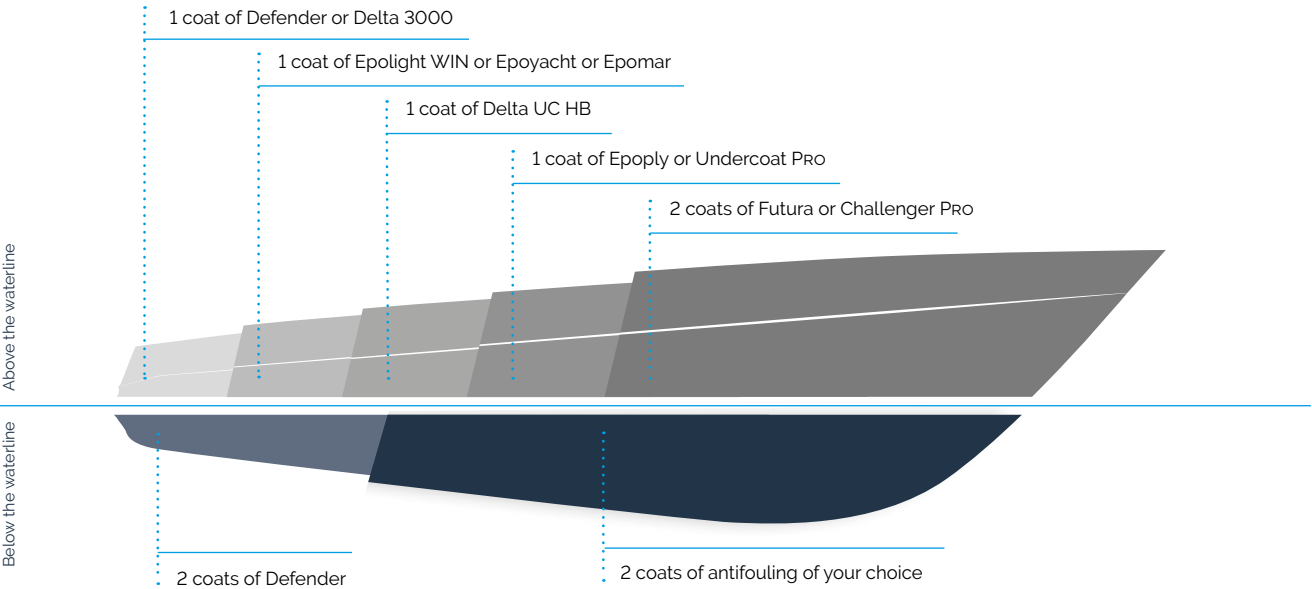 1 coat of Defender or Delta 3000
1 coat of Epolight WIN or Epoyacht or Epomar
1 coat of Delta UC HB
1 coat of Epoply or Undercoat PRO
2 coats of Futura or Challenger PRO
Above the waterline
Below the waterline
2 coats of Defender
2 coats of antifouling of your choice